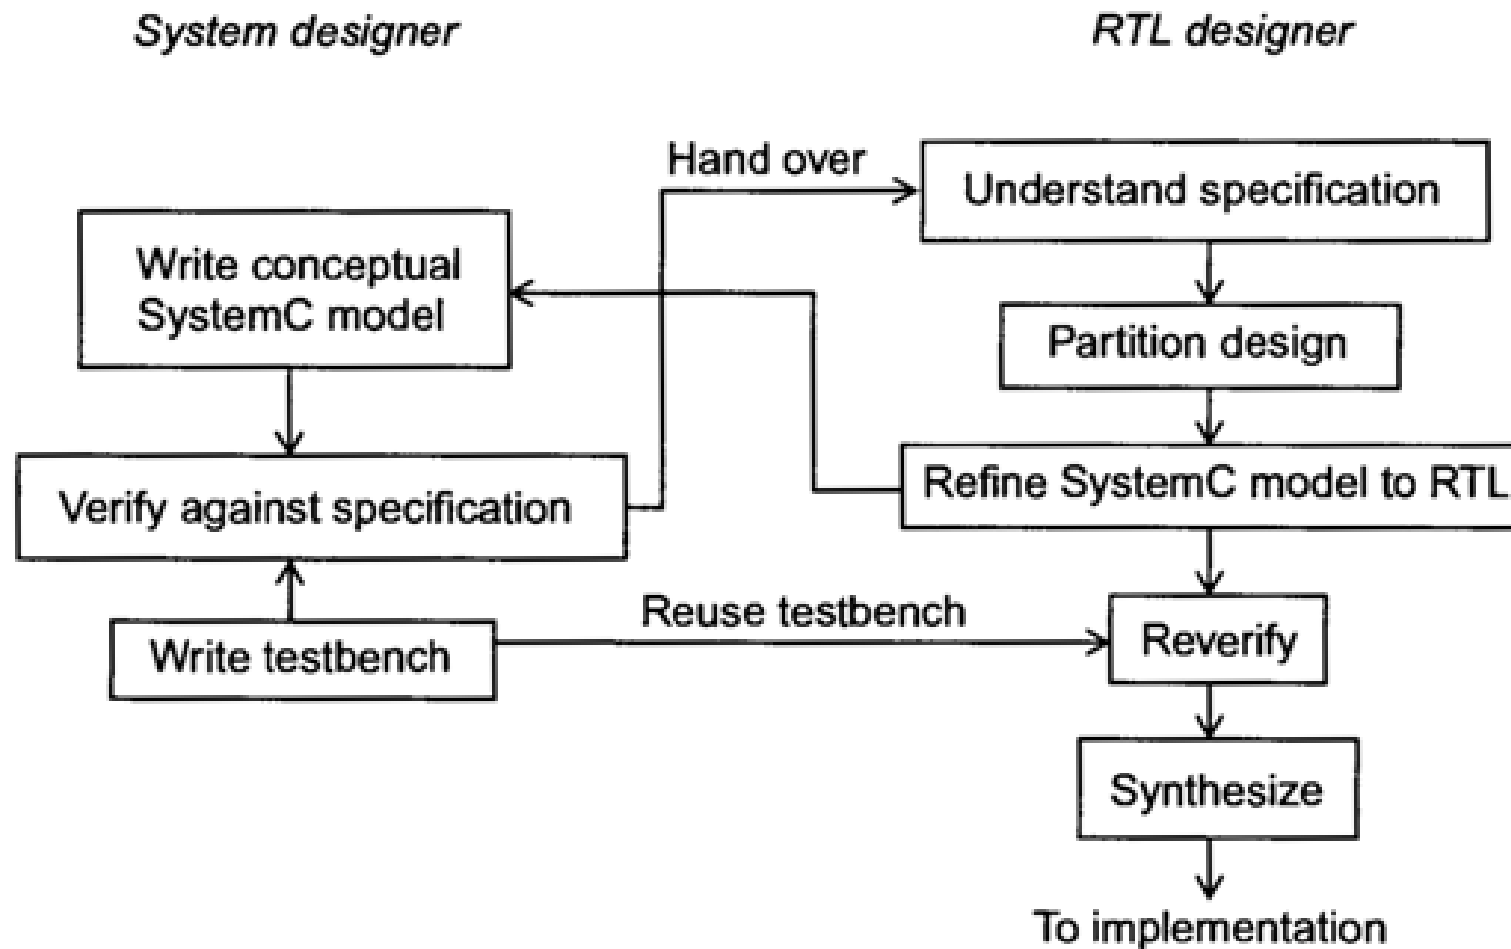 System designer
RTL designer
Hand over
Understand specification
Write conceptual
SystemC model
Partition design
Verify against specification
Refine SystemC model to RTL
Reuse testbench
Write testbench
Reverify
Synthesize
To implementation